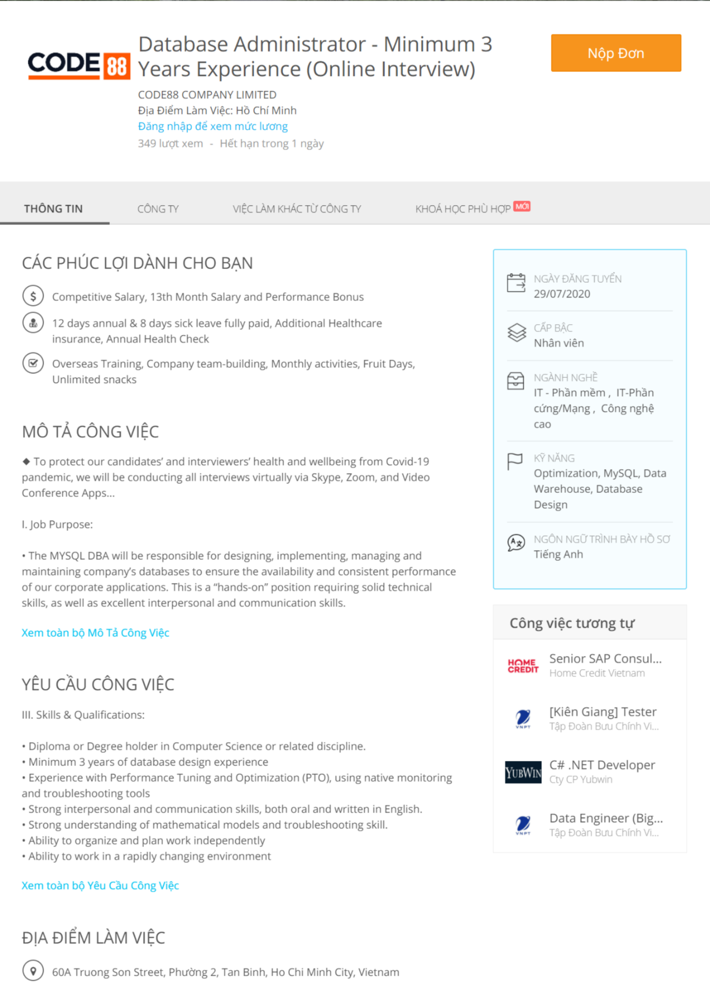 CODE 88
Database Administrator - Minimum 3
Years Experience (Online Interview)
CODE88 COMPANY LIMITED
Địa Điểm Làm Việc: Hồ Chí Minh
Đăng nhập để xem mức lương
349 lượt xem - Hết hạn trong 1 ngày
Nộp Đơn
THÔNG TIN
CÔNG TY
VIỆC LÀM KHÁC TỪ CÔNG TY
KHOÁ HỌC PHÙ HỢP MỚI
CÁC PHÚC LỢI DÀNH CHO BẠN
Competitive Salary, 13th Month Salary and Performance Bonus
12 days annual & 8 days sick leave fully paid, Additional Healthcare
insurance, Annual Health Check
Overseas Training, Company team-building, Monthly activities, Fruit Days,
Unlimited snacks
MÔ TẢ CÔNG VIỆC
◆ To protect our candidates’ and interviewers’ health and wellbeing from Covid-19
pandemic, we will be conducting all interviews virtually via Skype, Zoom, and Video
Conference Apps...
I. Job Purpose:
• The MYSQL DBA will be responsible for designing, implementing, managing and
maintaining company’s databases to ensure the availability and consistent performance
of our corporate applications. This is a “hands-on” position requiring solid technical
skills, as well as excellent interpersonal and communication skills.
Xem toàn bộ Mô Tả Công Việc
YÊU CẦU CÔNG VIỆC
III. Skills & Qualifications:
• Diploma or Degree holder in Computer Science or related discipline.
• Minimum 3 years of database design experience
• Experience with Performance Tuning and Optimization (PTO), using native monitoring
and troubleshooting tools
• Strong interpersonal and communication skills, both oral and written in English.
• Strong understanding of mathematical models and troubleshooting skill.
• Ability to organize and plan work independently
• Ability to work in a rapidly changing environment
Xem toàn bộ Yêu Cầu Công Việc
ĐỊA ĐIỂM LÀM VIỆC
60A Truong Son Street, Phường 2, Tan Binh, Ho Chi Minh City, Vietnam
NGÀY ĐĂNG TUYỂN
29/07/2020
CẤP BẬC
Nhân viên
NGÀNH NGHỀ
IT - Phần mềm , IT-Phần
cứng/Mạng , Công nghệ
cao
KỸ NĂNG
Optimization, MySQL, Data
Warehouse, Database
Design
NGÔN NGỮ TRÌNH BÀY HỒ SƠ
Tiếng Anh
Công việc tương tự
HOME
CREDIT
Senior SAP Consul...
Home Credit Vietnam
VNPT
[Kiên Giang] Tester
Tập Đoàn Bưu Chính Vi...
YUBWIN
C# .NET Developer
Cty CP Yubwin
VNPT
Data Engineer (Big...
Tập Đoàn Bưu Chính Vi...